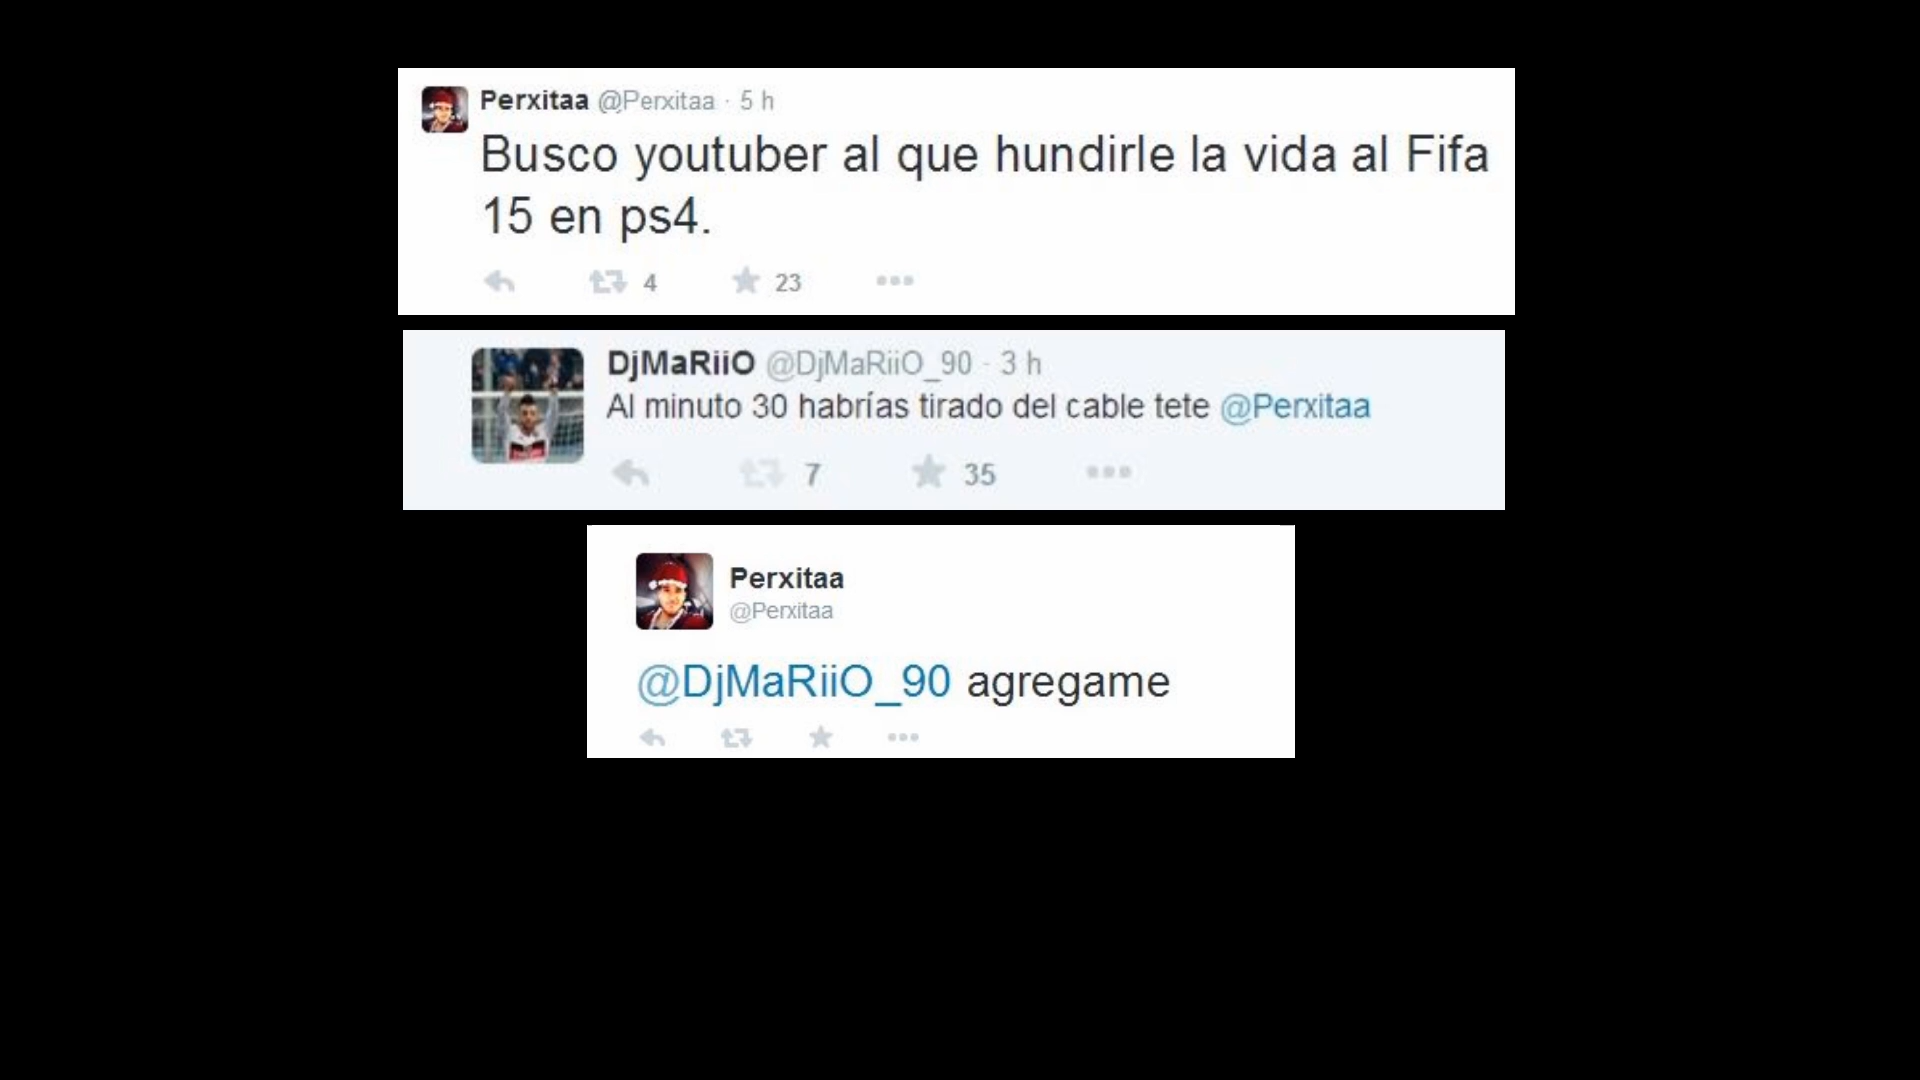 Perxitaa @Perxitaa · 5 h
Busco youtuber al que hundirle la vida al Fifa
15 en ps4.
4 23
DjMaRiiO @DjMaRiiO_90 · 3 h
Al minuto 30 habrías tirado del cable tete @Perxitaa
7 35
Perxitaa
@Perxitaa
@DjMaRiiO_90 agregame